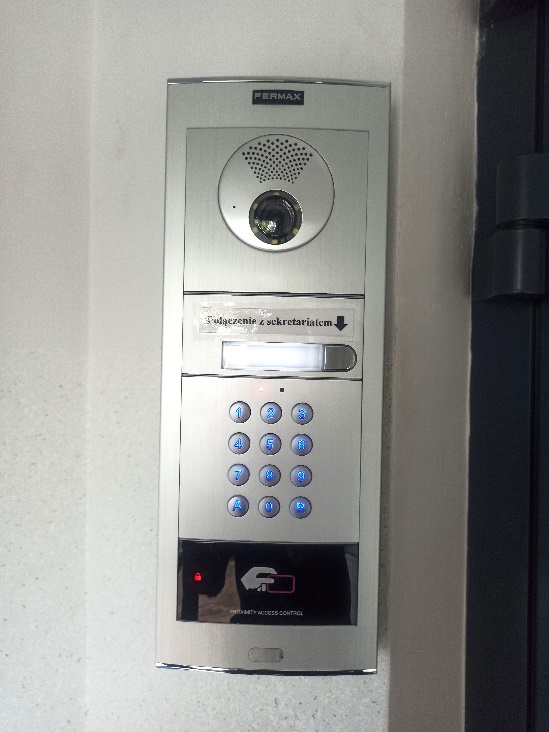 FERMAX
Połączenie z sekretariatem
1 2 3
4 5 6
7 8 9
A 0 B
PROXIMITY ACCESS CONTROL